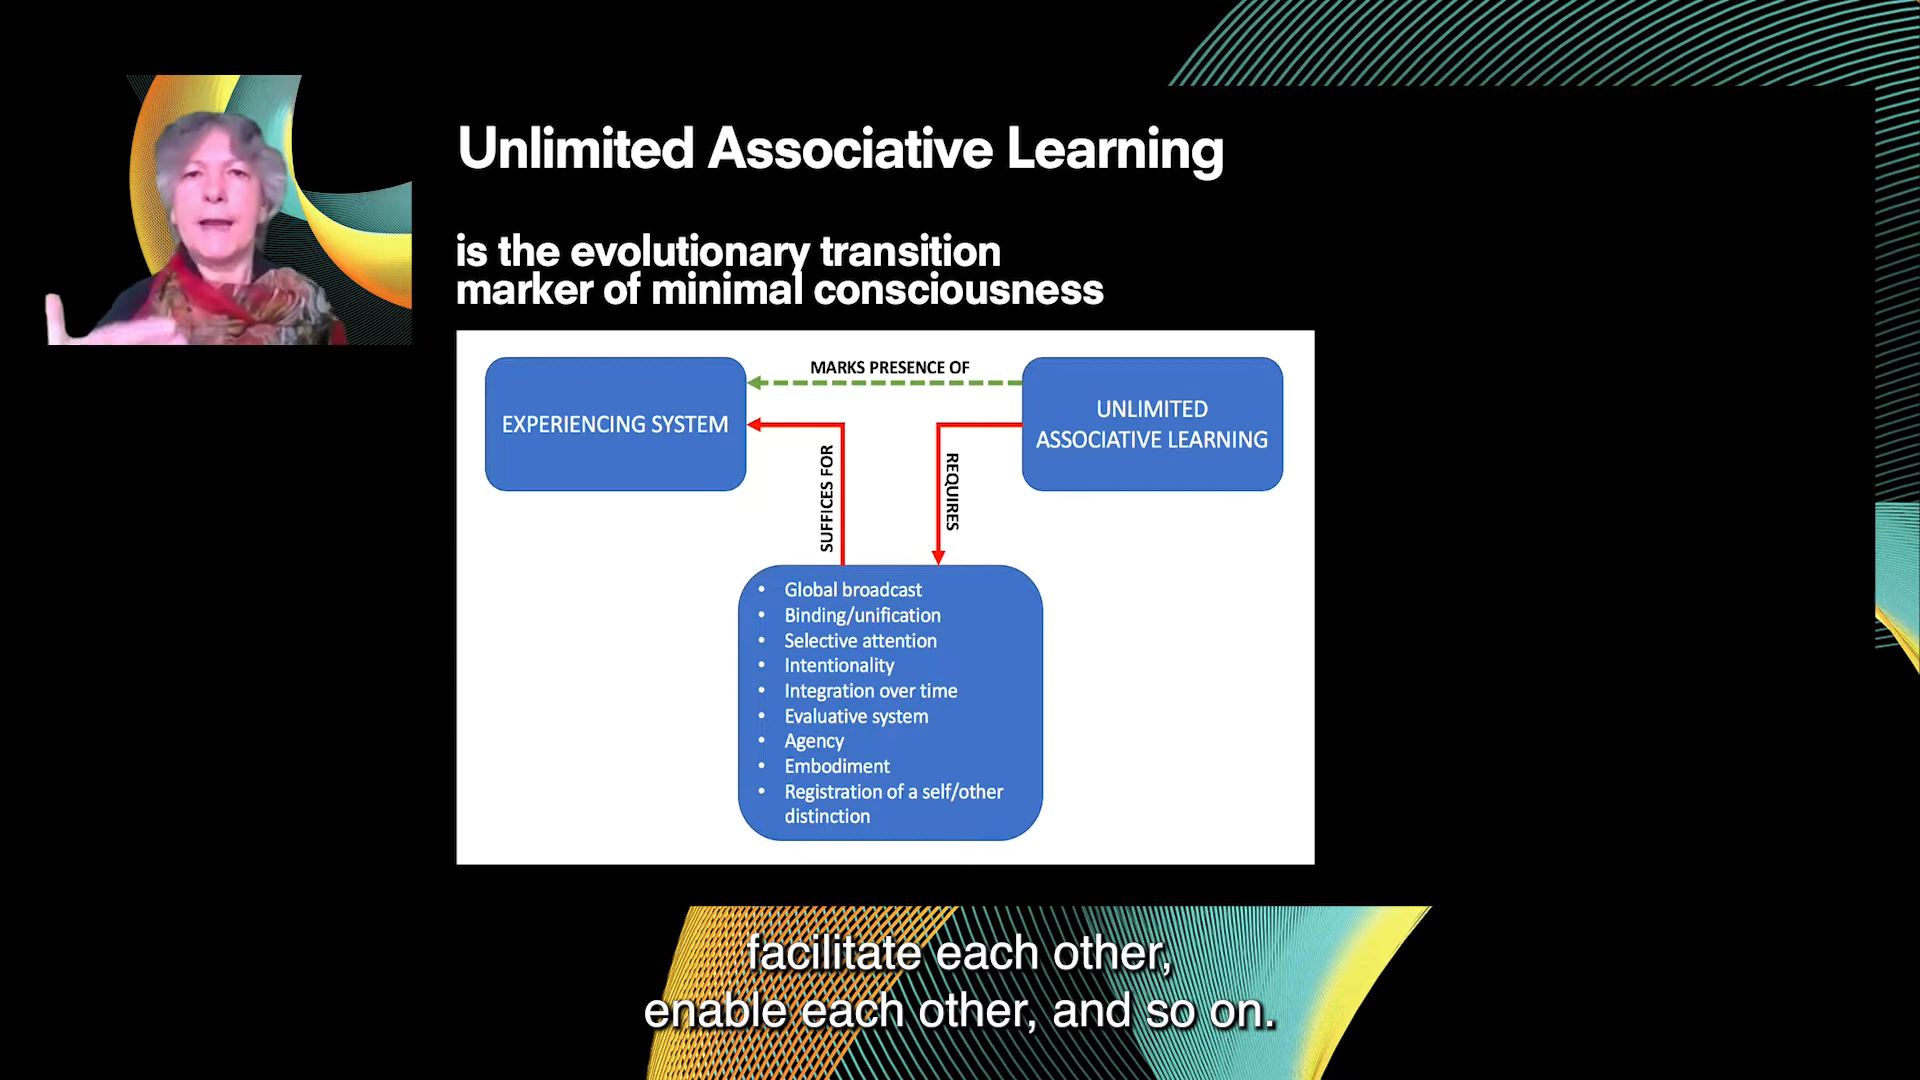 Unlimited Associative Learning
is the evolutionary transition
marker of minimal consciousness
MARKS PRESENCE OF
EXPERIENCING SYSTEM
UNLIMITED
ASSOCIATIVE LEARNING
SUFFICES FOR
REQUIRES
• Global broadcast
• Binding/unification
• Selective attention
• Intentionality
• Integration over time
• Evaluative system
• Agency
• Embodiment
• Registration of a self/other
distinction
facilitate each other,
enable each other, and so on.